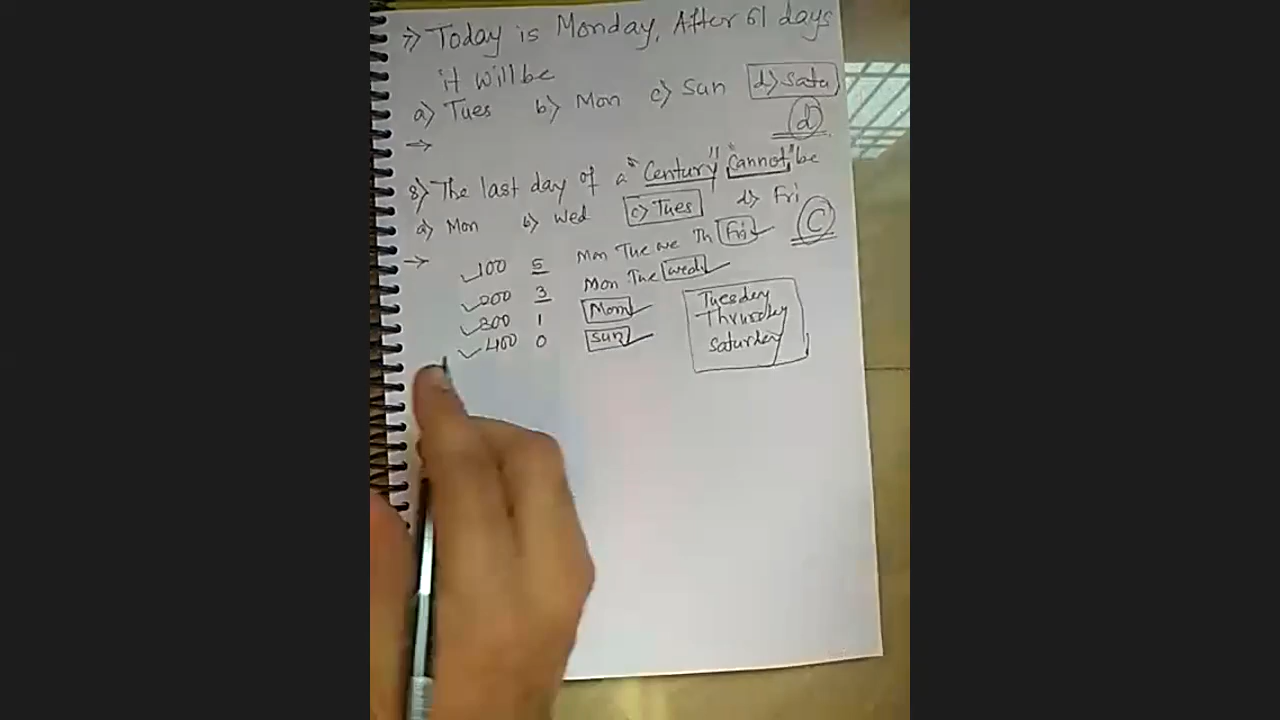 7) Today is Monday, After 61 days
it will be
a) Tues b) Mon c) Sun d) Satu
→ d
8) The last day of a "Century" "Cannot" be
a) Mon b) Wed c) Tues d) Fri
→ C
100 5 Mon Tue We Th Fri
200 3 Mon Tue wed
300 1 Mon
400 0 sun
Tuesday
Thrusday
Saturday